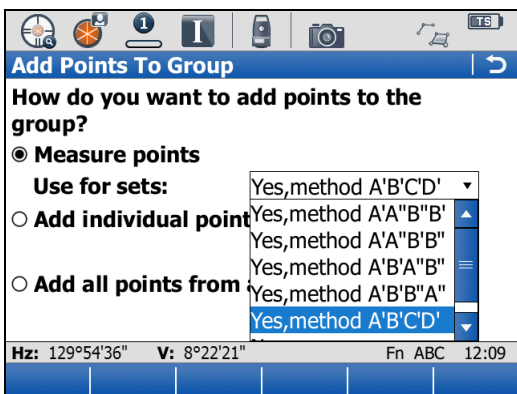 1
I
TS
Add Points To Group
How do you want to add points to the
group?
Measure points
Use for sets:
Yes,method A'B'C'D'
Yes,method A'A"B"B'
Add individual point
Yes,method A'A"B'B"
Yes,method A'B'A"B"
Add all points from
Yes,method A'B'B"A"
Yes,method A'B'C'D'
Hz: 129°54'36" V: 8°22'21" Fn ABC 12:09